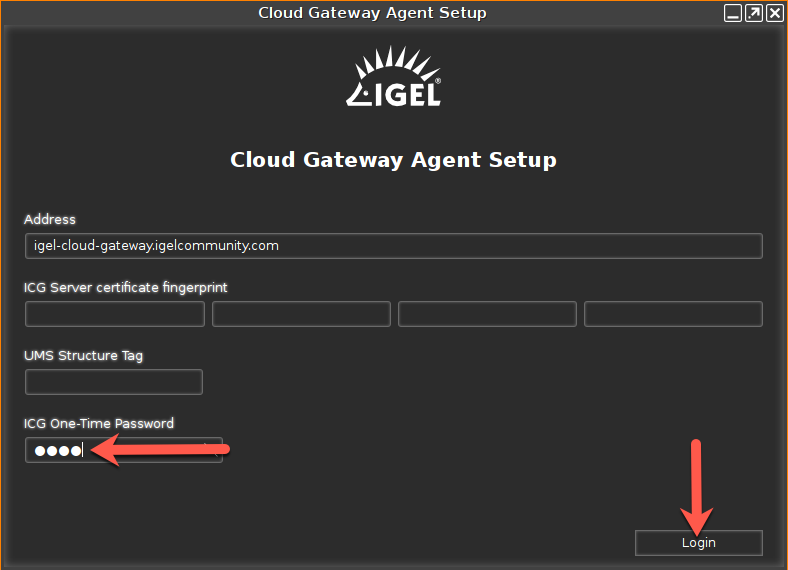 Cloud Gateway Agent Setup
IGEL®
Cloud Gateway Agent Setup
Address
igel-cloud-gateway.igelcommunity.com
ICG Server certificate fingerprint
UMS Structure Tag
ICG One-Time Password
●●●●
Login